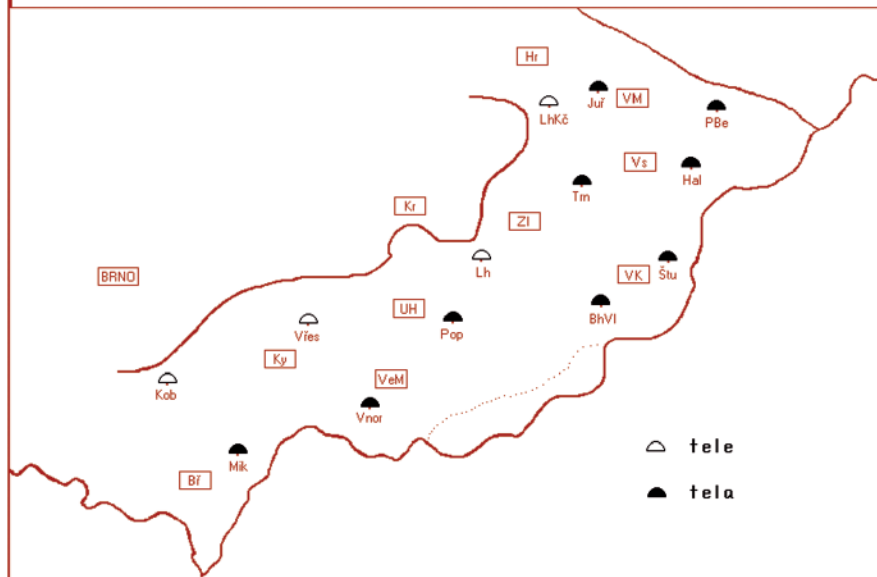 Hr
Juř
VM
LhKč
PBe
Vs
Hal
Trn
Kr
Zl
BRNO
Lh
VK
Štu
UH
BhVl
Vřes
Pop
Ky
VeM
Kob
Vnor
tele
Mik
Bř
tela